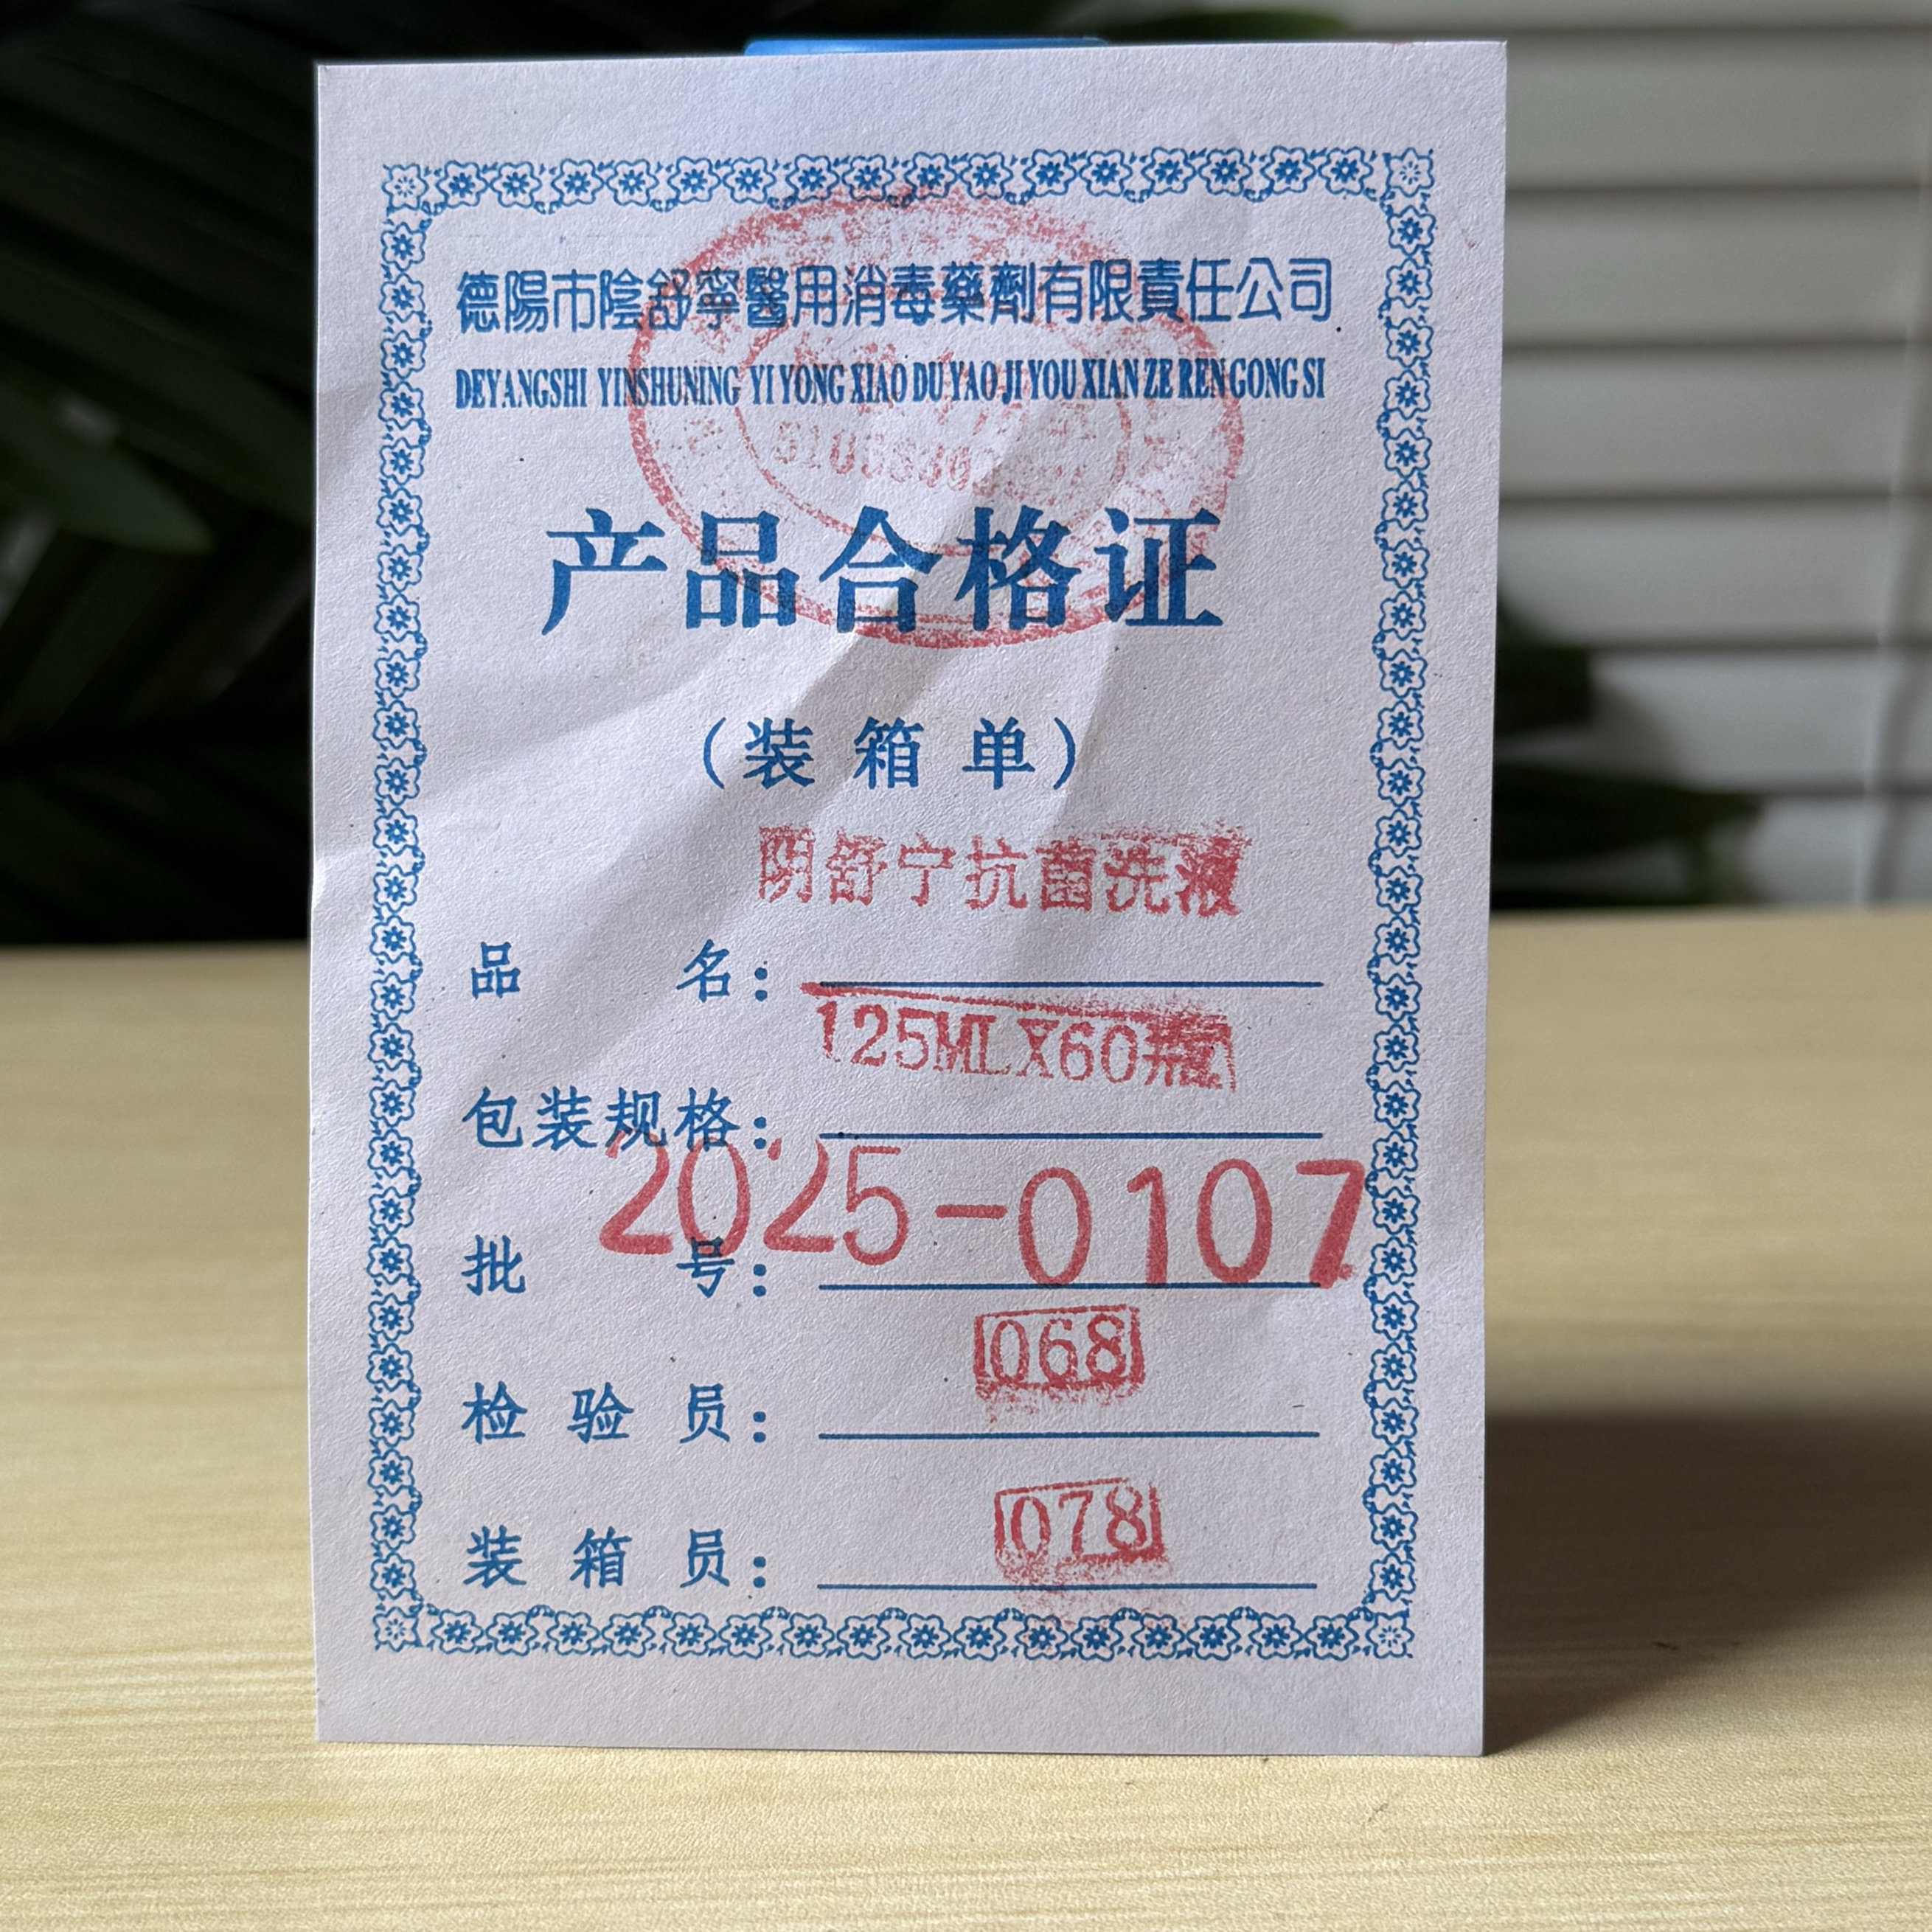 德陽市陰舒寧醫用消毒藥劑有限責任公司
DEYANGSHI YINSHUNING YI YONG XIAO DU YAO JI YOU XIAN ZE REN GONG SI
产品合格证
(装箱单)
阴舒宁抗菌洗液
品名:
125MLX60瓶
包装规格:
2025-0107
批号:
068
检验员:
078
装箱员: